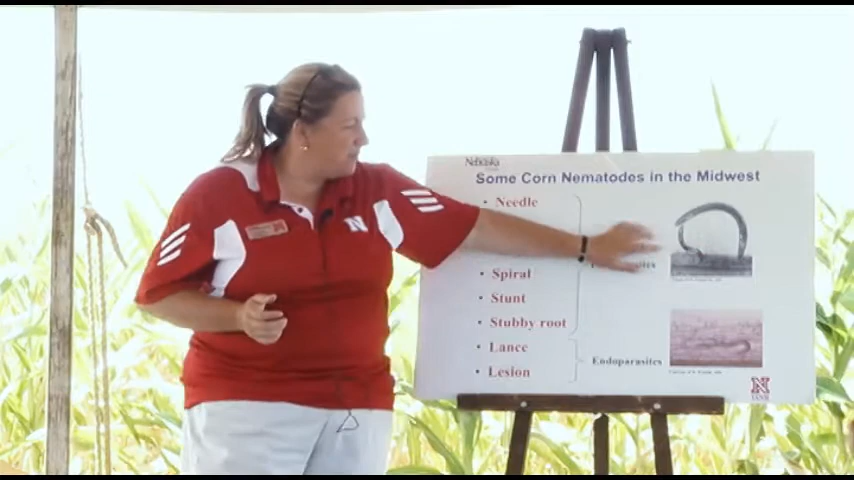 Nebraska
Some Corn Nematodes in the Midwest
• Needle
• Spiral
• Stunt
• Stubby root
• Lance
• Lesion
Endoparasites
N
N